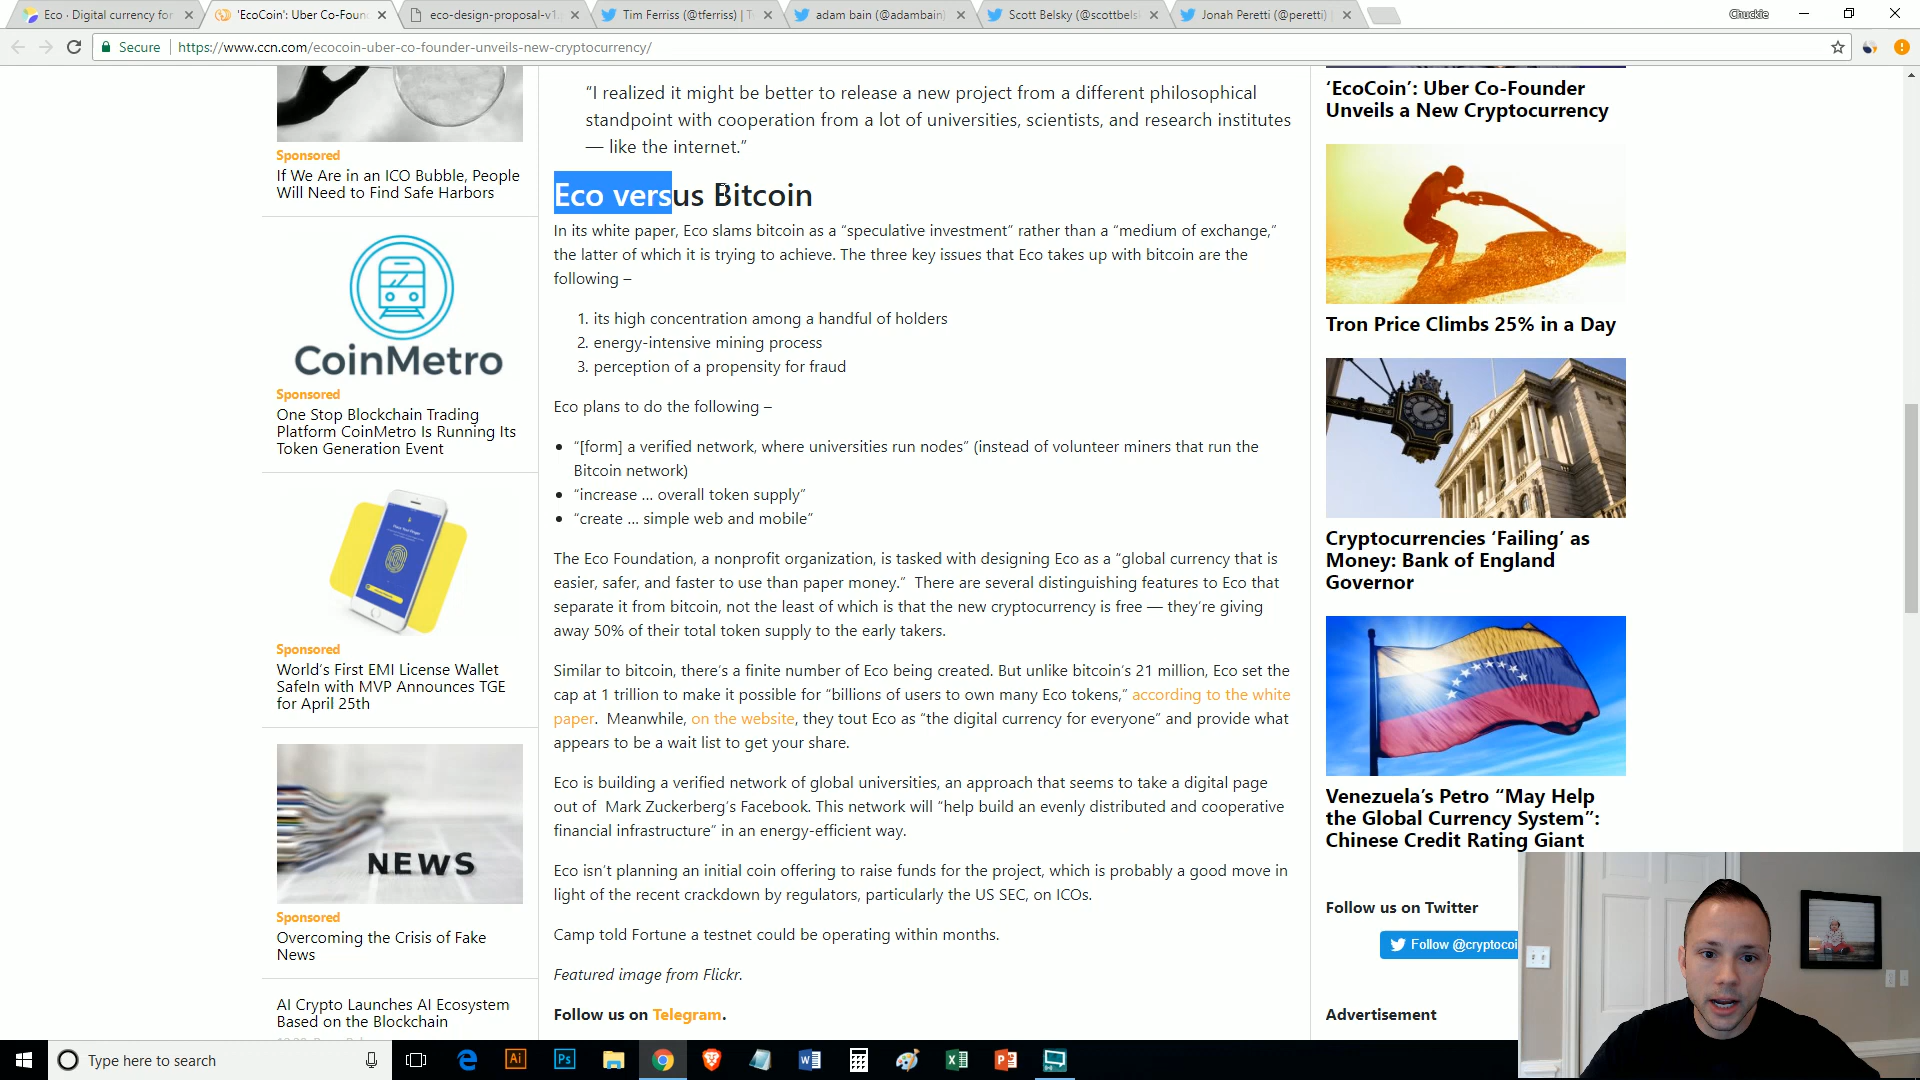 Eco · Digital currency for
'EcoCoin': Uber Co-Foun
eco-design-proposal-v1.
Tim Ferriss (@tferriss) | T
adam bain (@adambain)
Scott Belsky (@scottbels
Jonah Peretti (@peretti) |
Chuckie
Secure
https://www.ccn.com/ecocoin-uber-co-founder-unveils-new-cryptocurrency/
Sponsored
If We Are in an ICO Bubble, People
Will Need to Find Safe Harbors
CoinMetro
Sponsored
One Stop Blockchain Trading
Platform CoinMetro Is Running Its
Token Generation Event
Sponsored
World's First EMI License Wallet
SafeIn with MVP Announces TGE
for April 25th
NEWS
Sponsored
Overcoming the Crisis of Fake
News
AI Crypto Launches AI Ecosystem
Based on the Blockchain
"I realized it might be better to release a new project from a different philosophical
standpoint with cooperation from a lot of universities, scientists, and research institutes
— like the internet."
Eco versus Bitcoin
In its white paper, Eco slams bitcoin as a "speculative investment" rather than a "medium of exchange,"
the latter of which it is trying to achieve. The three key issues that Eco takes up with bitcoin are the
following –
1. its high concentration among a handful of holders
2. energy-intensive mining process
3. perception of a propensity for fraud
Eco plans to do the following –
• "[form] a verified network, where universities run nodes" (instead of volunteer miners that run the
Bitcoin network)
• "increase … overall token supply"
• "create … simple web and mobile"
The Eco Foundation, a nonprofit organization, is tasked with designing Eco as a "global currency that is
easier, safer, and faster to use than paper money."  There are several distinguishing features to Eco that
separate it from bitcoin, not the least of which is that the new cryptocurrency is free — they're giving
away 50% of their total token supply to the early takers.
Similar to bitcoin, there's a finite number of Eco being created. But unlike bitcoin's 21 million, Eco set the
cap at 1 trillion to make it possible for "billions of users to own many Eco tokens," according to the white
paper.  Meanwhile, on the website, they tout Eco as "the digital currency for everyone" and provide what
appears to be a wait list to get your share.
Eco is building a verified network of global universities, an approach that seems to take a digital page
out of  Mark Zuckerberg's Facebook. This network will "help build an evenly distributed and cooperative
financial infrastructure" in an energy-efficient way.
Eco isn't planning an initial coin offering to raise funds for the project, which is probably a good move in
light of the recent crackdown by regulators, particularly the US SEC, on ICOs.
Camp told Fortune a testnet could be operating within months.
Featured image from Flickr.
Follow us on Telegram.
'EcoCoin': Uber Co-Founder
Unveils a New Cryptocurrency
Tron Price Climbs 25% in a Day
Cryptocurrencies 'Failing' as
Money: Bank of England
Governor
Venezuela's Petro "May Help
the Global Currency System":
Chinese Credit Rating Giant
Follow us on Twitter
Follow @cryptocoi
Advertisement
Type here to search
Ai
Ps